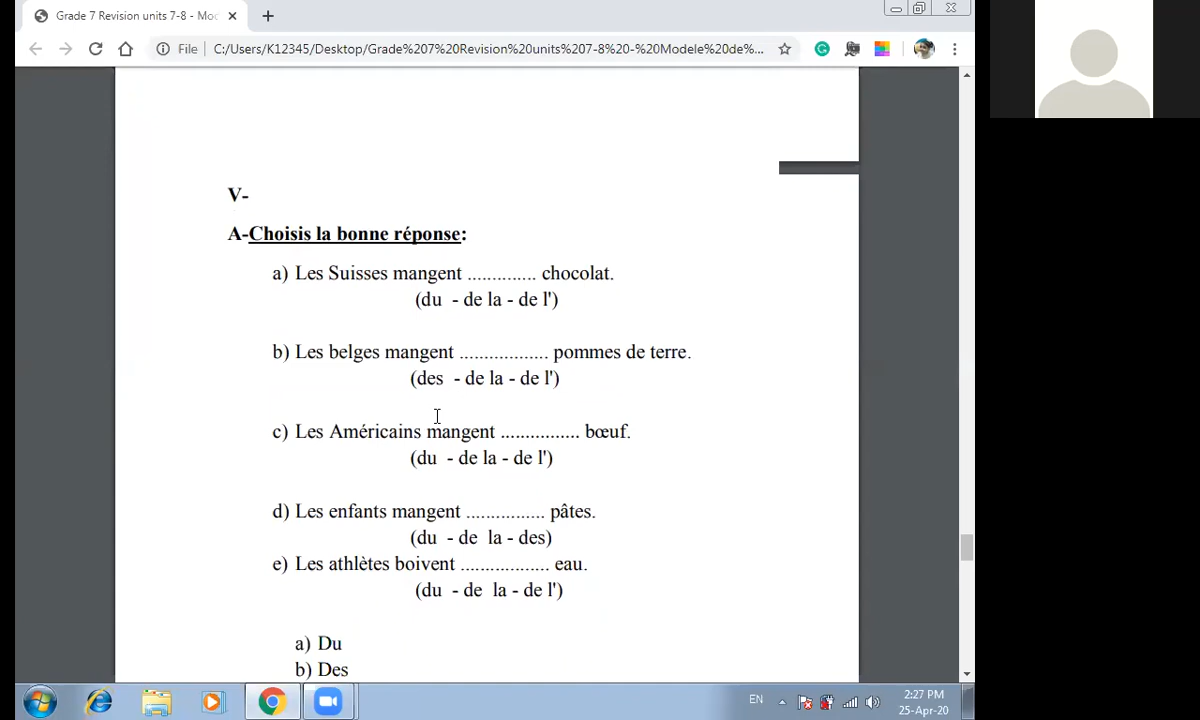 Grade 7 Revision units 7-8 - Moc
File C:/Users/K12345/Desktop/Grade%207%20Revision%20units%207-8%20-%20Modele%20de%...
V-
A-Choisis la bonne réponse:
a) Les Suisses mangent .............. chocolat.
(du - de la - de l')
b) Les belges mangent .................. pommes de terre.
(des - de la - de l')
c) Les Américains mangent ................ bœuf.
(du - de la - de l')
d) Les enfants mangent ................ pâtes.
(du - de la - des)
e) Les athlètes boivent .................. eau.
(du - de la - de l')
a) Du
b) Des
EN
2:27 PM
25-Apr-20